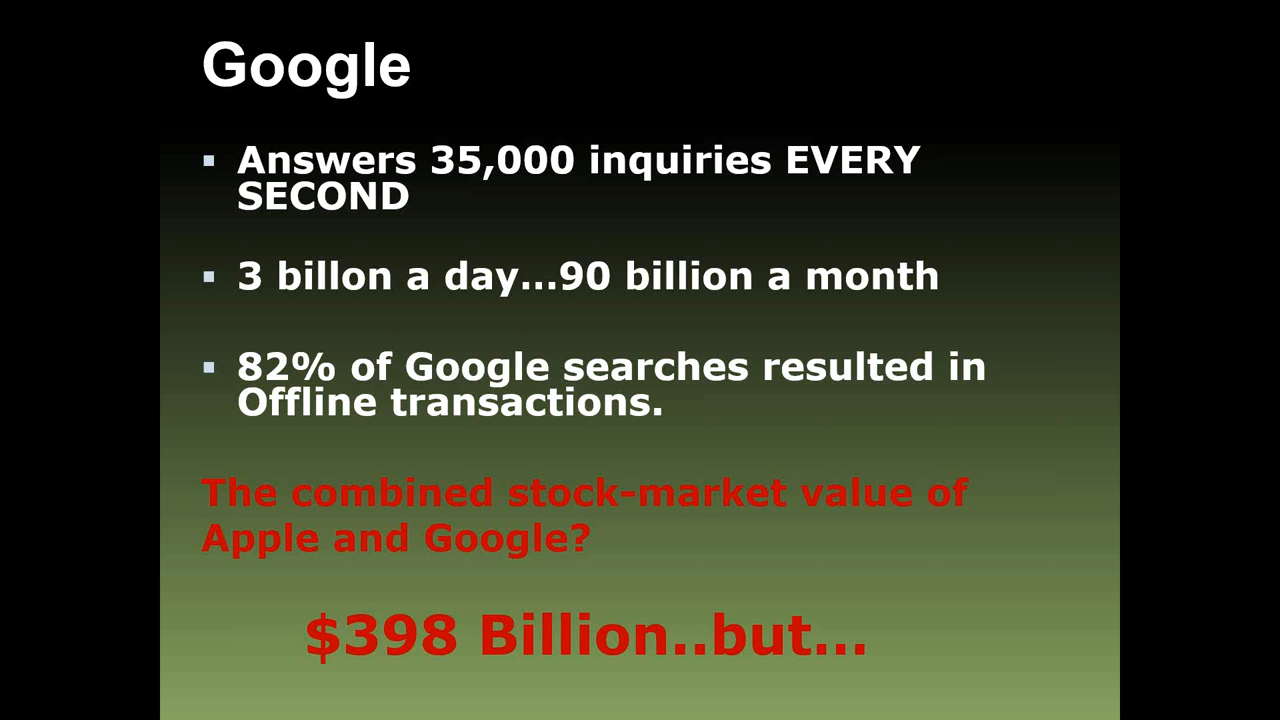 Google
▪ Answers 35,000 inquiries EVERY
SECOND
▪ 3 billon a day...90 billion a month
▪ 82% of Google searches resulted in
Offline transactions.
The combined stock-market value of
Apple and Google?
$398 Billion..but...